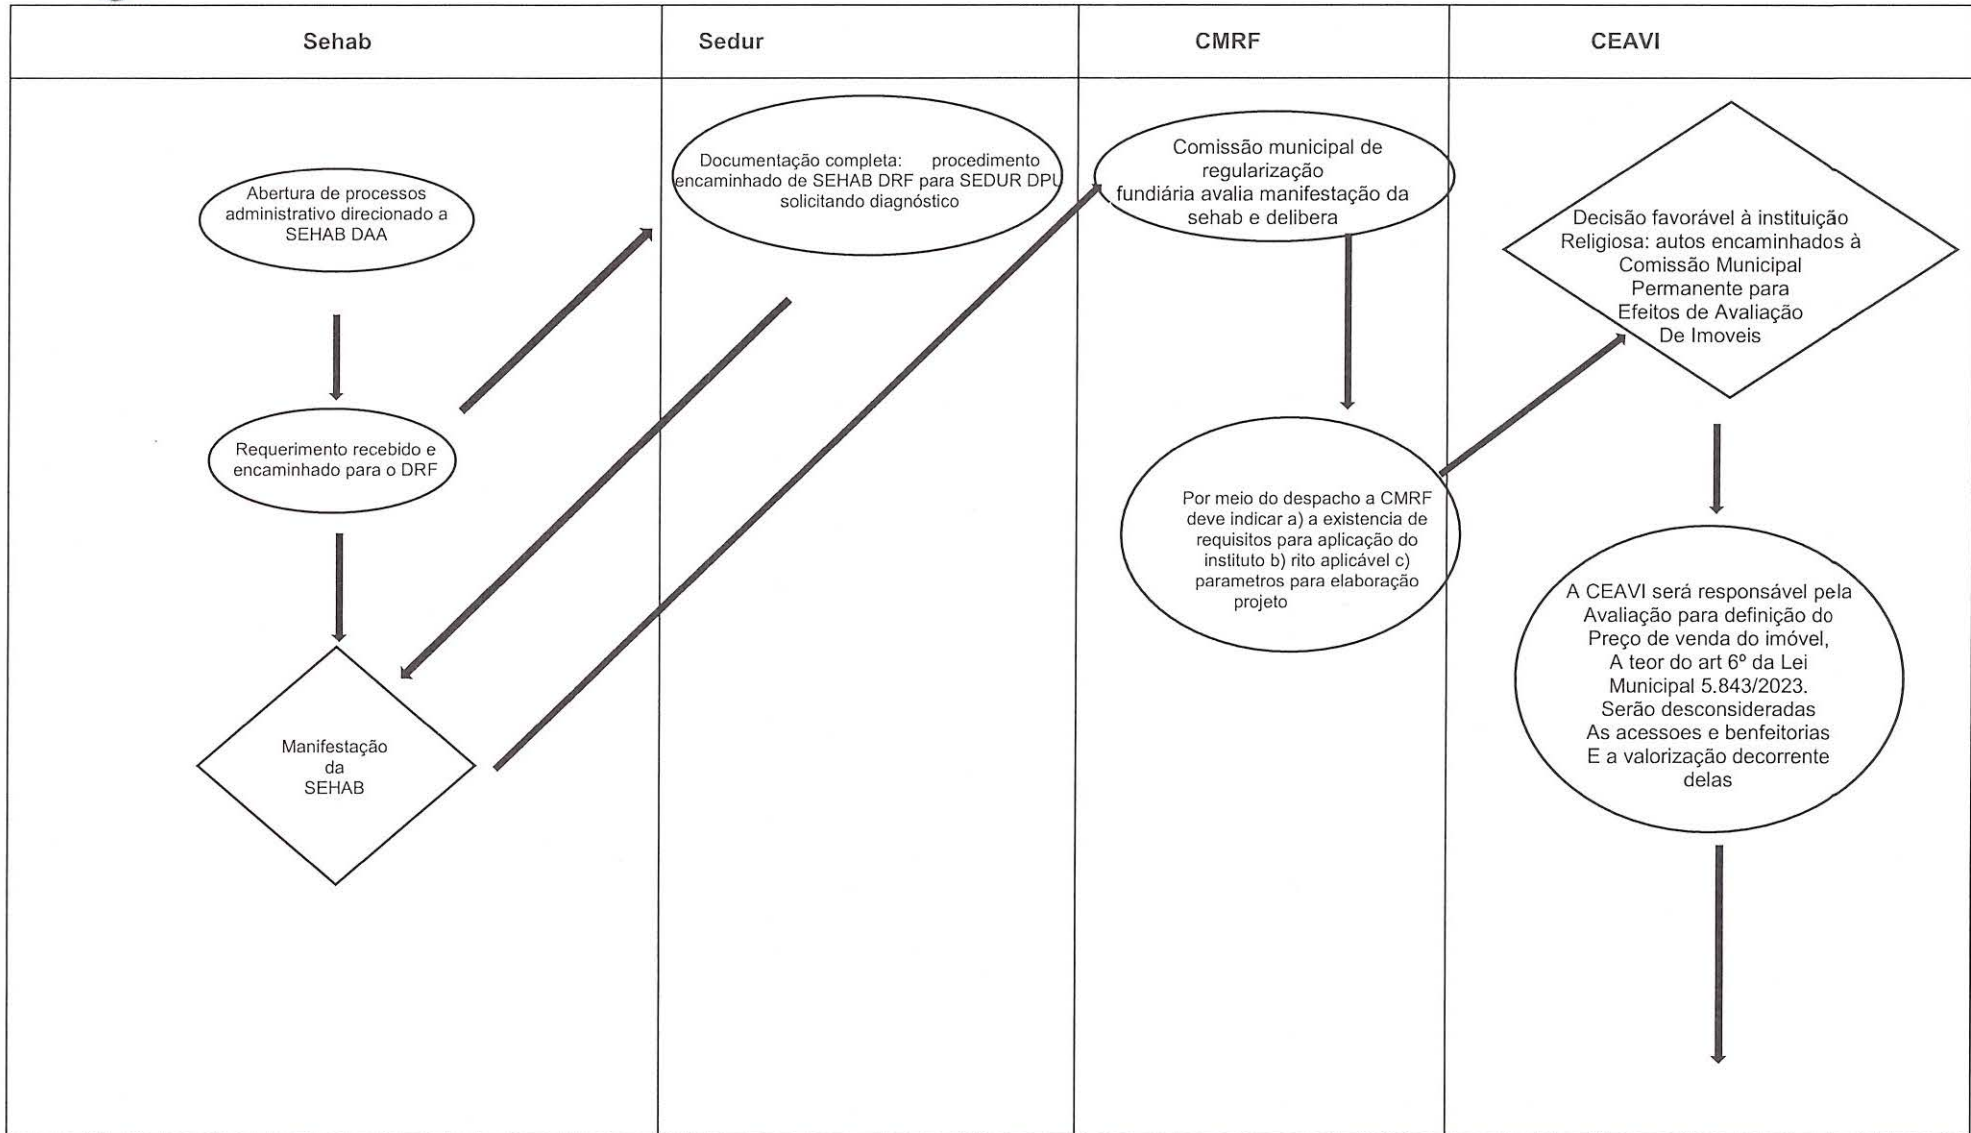 Sehab
Sedur
CMRF
CEAVI
Abertura de processos
administrativo direcionado a
SEHAB DAA
Requerimento recebido e
encaminhado para o DRF
Manifestação
da
SEHAB
Documentação completa: procedimento
encaminhado de SEHAB DRF para SEDUR DPU
solicitando diagnóstico
Comissão municipal de
regularização
fundiária avalia manifestação da
sehab e delibera
Por meio do despacho a CMRF
deve indicar a) a existencia de
requisitos para aplicação do
instituto b) rito aplicável c)
parametros para elaboração
projeto
Decisão favorável à instituição
Religiosa: autos encaminhados à
Comissão Municipal
Permanente para
Efeitos de Avaliação
De Imoveis
A CEAVI será responsável pela
Avaliação para definição do
Preço de venda do imóvel,
A teor do art 6º da Lei
Municipal 5.843/2023.
Serão desconsideradas
As acessoes e benfeitorias
E a valorização decorrente
delas